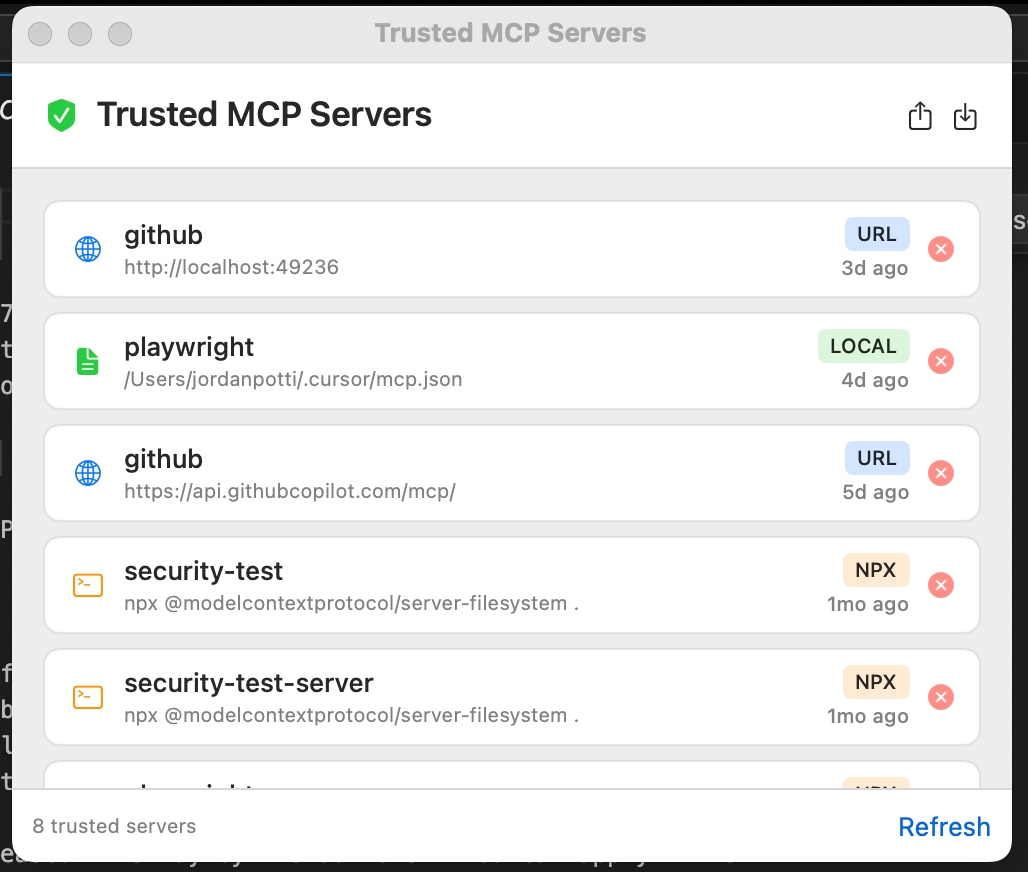 Trusted MCP Servers
Trusted MCP Servers
github
URL
http://localhost:49236
3d ago
playwright
LOCAL
/Users/jordanpotti/.cursor/mcp.json
4d ago
github
URL
https://api.githubcopilot.com/mcp/
5d ago
security-test
NPX
npx @modelcontextprotocol/server-filesystem .
1mo ago
security-test-server
NPX
npx @modelcontextprotocol/server-filesystem .
1mo ago
8 trusted servers
Refresh